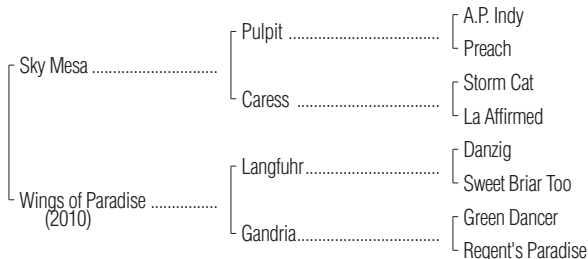 A.P. Indy
Pulpit ........................................
Preach
Sky Mesa .................................
Storm Cat
Caress ......................................
La Affirmed
Danzig
Langfuhr.....................................
Sweet Briar Too
Wings of Paradise .................
(2010)
Green Dancer
Gandria......................................
Regent's Paradise